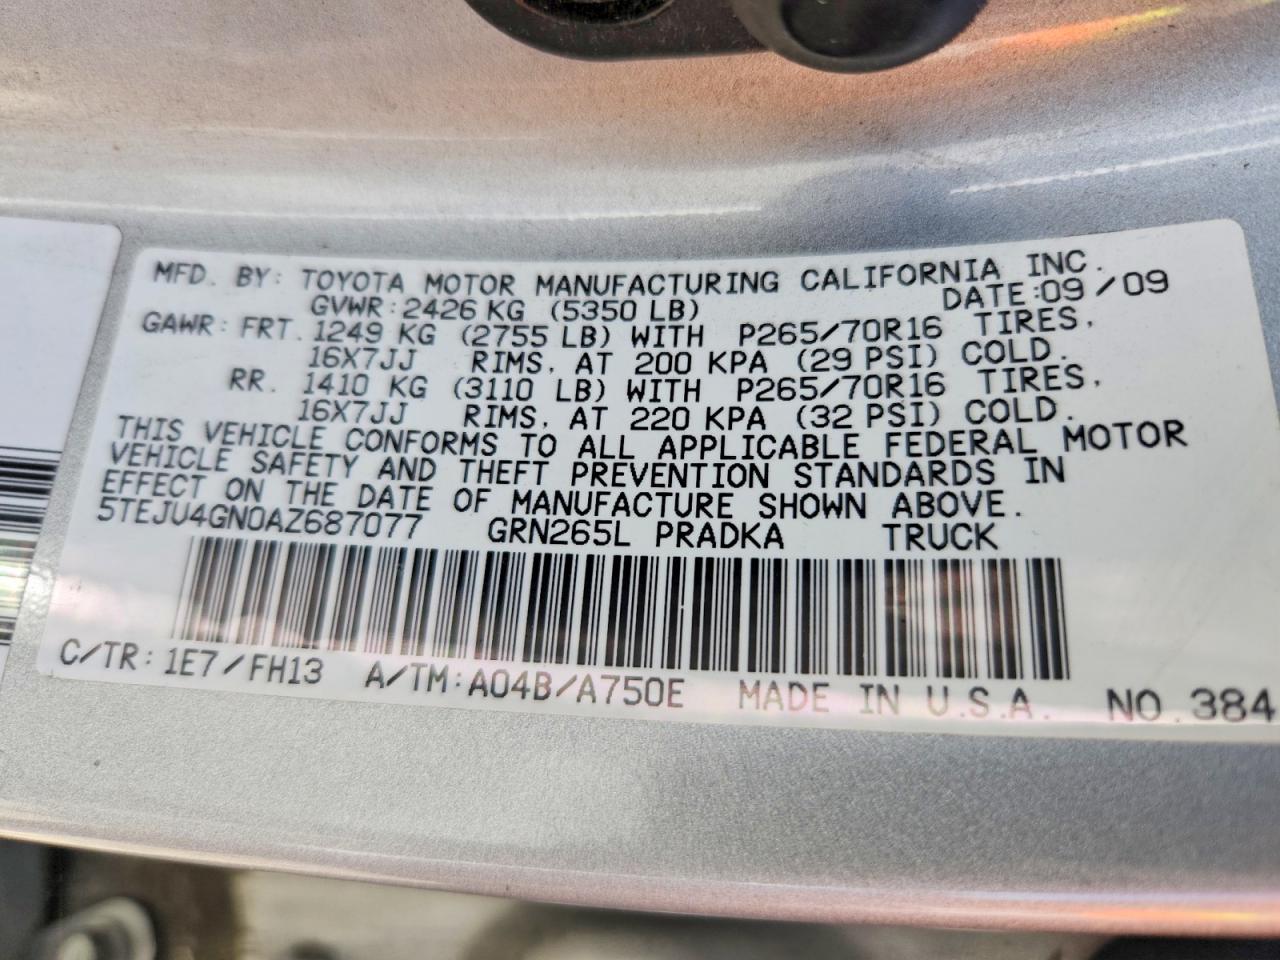 MFD. BY: TOYOTA MOTOR MANUFACTURING CALIFORNIA INC.
GVWR: 2426 KG (5350 LB) DATE:09/09
GAWR: FRT. 1249 KG (2755 LB) WITH P265/70R16 TIRES,
16X7JJ RIMS, AT 200 KPA (29 PSI) COLD.
RR. 1410 KG (3110 LB) WITH P265/70R16 TIRES,
16X7JJ RIMS, AT 220 KPA (32 PSI) COLD.
THIS VEHICLE CONFORMS TO ALL APPLICABLE FEDERAL MOTOR
VEHICLE SAFETY AND THEFT PREVENTION STANDARDS IN
EFFECT ON THE DATE OF MANUFACTURE SHOWN ABOVE.
5TEJU4GN0AZ687077 GRN265L PRADKA TRUCK
C/TR: 1E7/FH13 A/TM: A04B/A750E MADE IN U.S.A. NO. 384